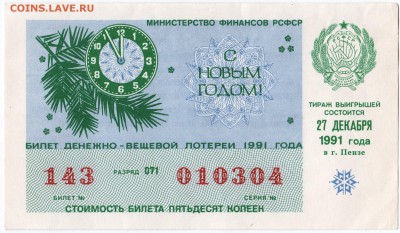 COINS.LAVE.RU
МИНИСТЕРСТВО ФИНАНСОВ РСФСР
С
НОВЫМ
ГОДОМ!
ТИРАЖ ВЫИГРЫШЕЙ
СОСТОИТСЯ
27 ДЕКАБРЯ
1991 года
в г. Пензе
БИЛЕТ ДЕНЕЖНО-ВЕЩЕВОЙ ЛОТЕРЕИ 1991 ГОДА
143 РАЗРЯД 071 010304
БИЛЕТ № СЕРИЯ №
СТОИМОСТЬ БИЛЕТА ПЯТЬДЕСЯТ КОПЕЕК